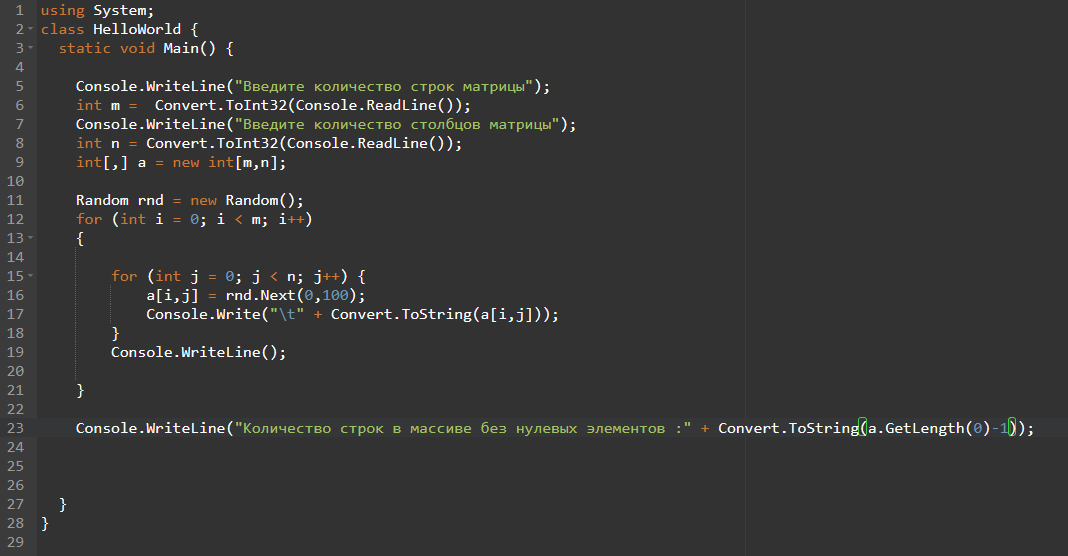 1 using System;
2 class HelloWorld {
3   static void Main() {
4
5     Console.WriteLine("Введите количество строк матрицы");
6     int m =  Convert.ToInt32(Console.ReadLine());
7     Console.WriteLine("Введите количество столбцов матрицы");
8     int n = Convert.ToInt32(Console.ReadLine());
9     int[,] a = new int[m,n];
10
11     Random rnd = new Random();
12     for (int i = 0; i < m; i++)
13     {
14
15         for (int j = 0; j < n; j++) {
16             a[i,j] = rnd.Next(0,100);
17             Console.Write("\t" + Convert.ToString(a[i,j]));
18         }
19         Console.WriteLine();
20
21     }
22
23     Console.WriteLine("Количество строк в массиве без нулевых элементов :" + Convert.ToString(a.GetLength(0)-1));
24
25
26
27   }
28 }
29